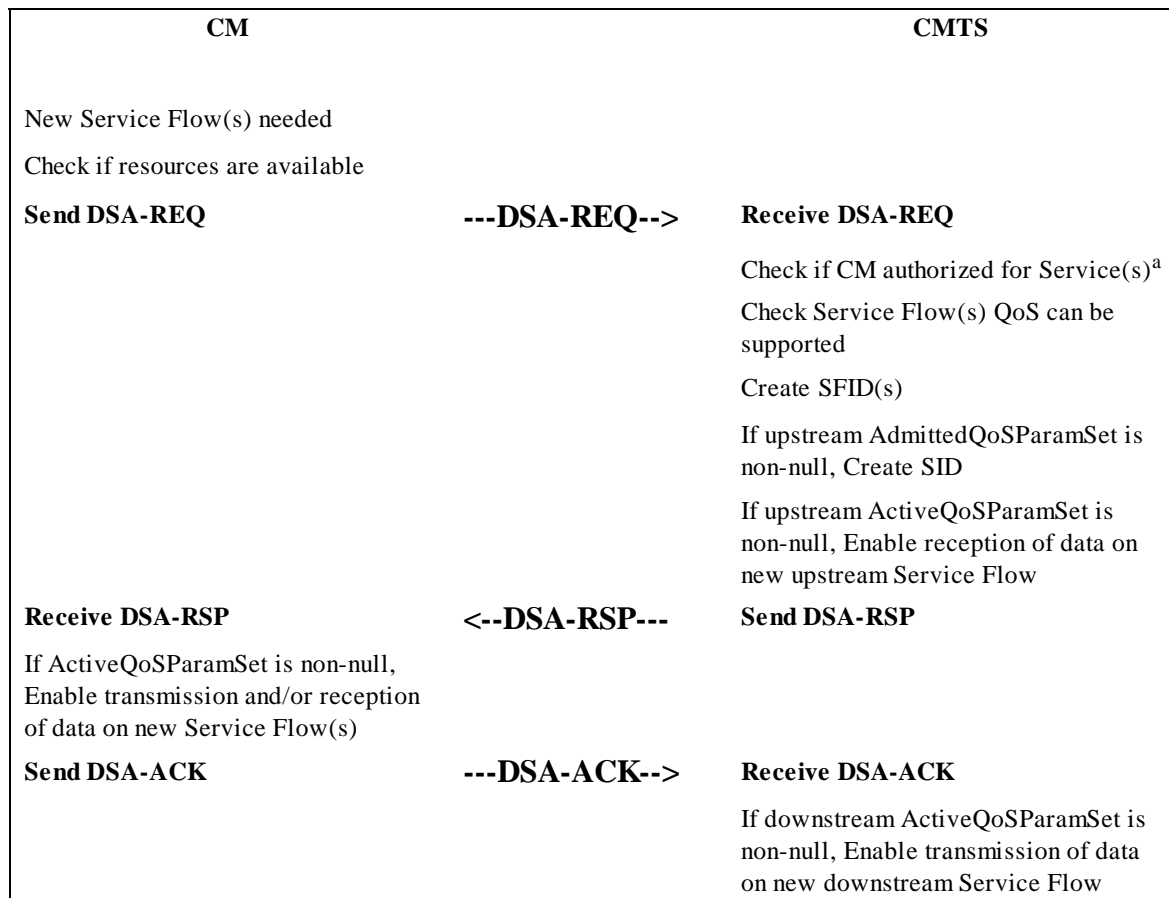 CM CMTS
New Service Flow(s) needed
Check if resources are available
Send DSA-REQ ---DSA-REQ--> Receive DSA-REQ
Check if CM authorized for Service(s)a
Check Service Flow(s) QoS can be
supported
Create SFID(s)
If upstream AdmittedQoSParamSet is
non-null, Create SID
If upstream ActiveQoSParamSet is
non-null, Enable reception of data on
new upstream Service Flow
Receive DSA-RSP <--DSA-RSP--- Send DSA-RSP
If ActiveQoSParamSet is non-null,
Enable transmission and/or reception
of data on new Service Flow(s)
Send DSA-ACK ---DSA-ACK--> Receive DSA-ACK
If downstream ActiveQoSParamSet is
non-null, Enable transmission of data
on new downstream Service Flow